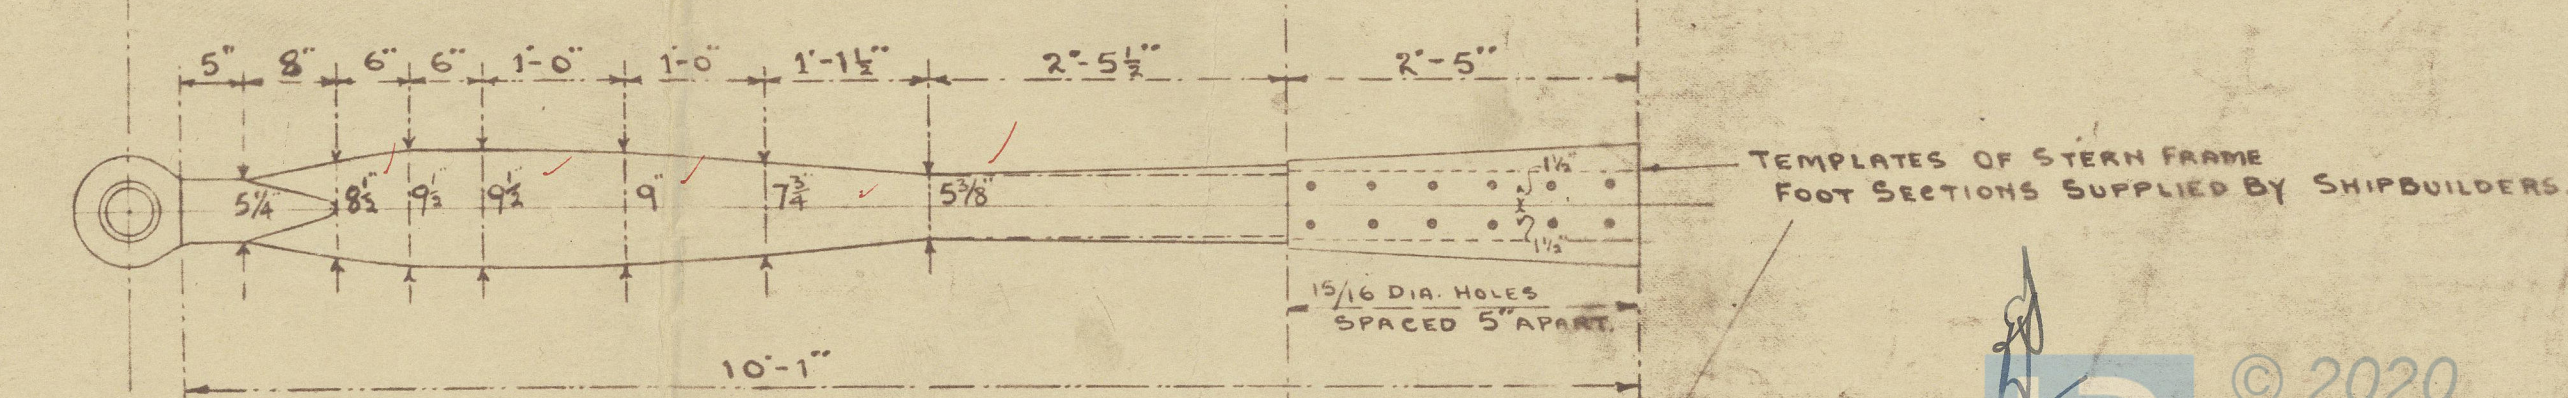 5" 8" 6" 6" 1'-0" 1'-0" 1'-1½" 2'-5½" 2'-5"
TEMPLATES OF STERN FRAME
FOOT SECTIONS SUPPLIED BY SHIPBUILDERS.
1½"
5¼" 8½" 9½" 9½" 9" 7¾" 5⅜"
1½"
15/16 DIA. HOLES
SPACED 5" APART.
10'-1"
© 2020